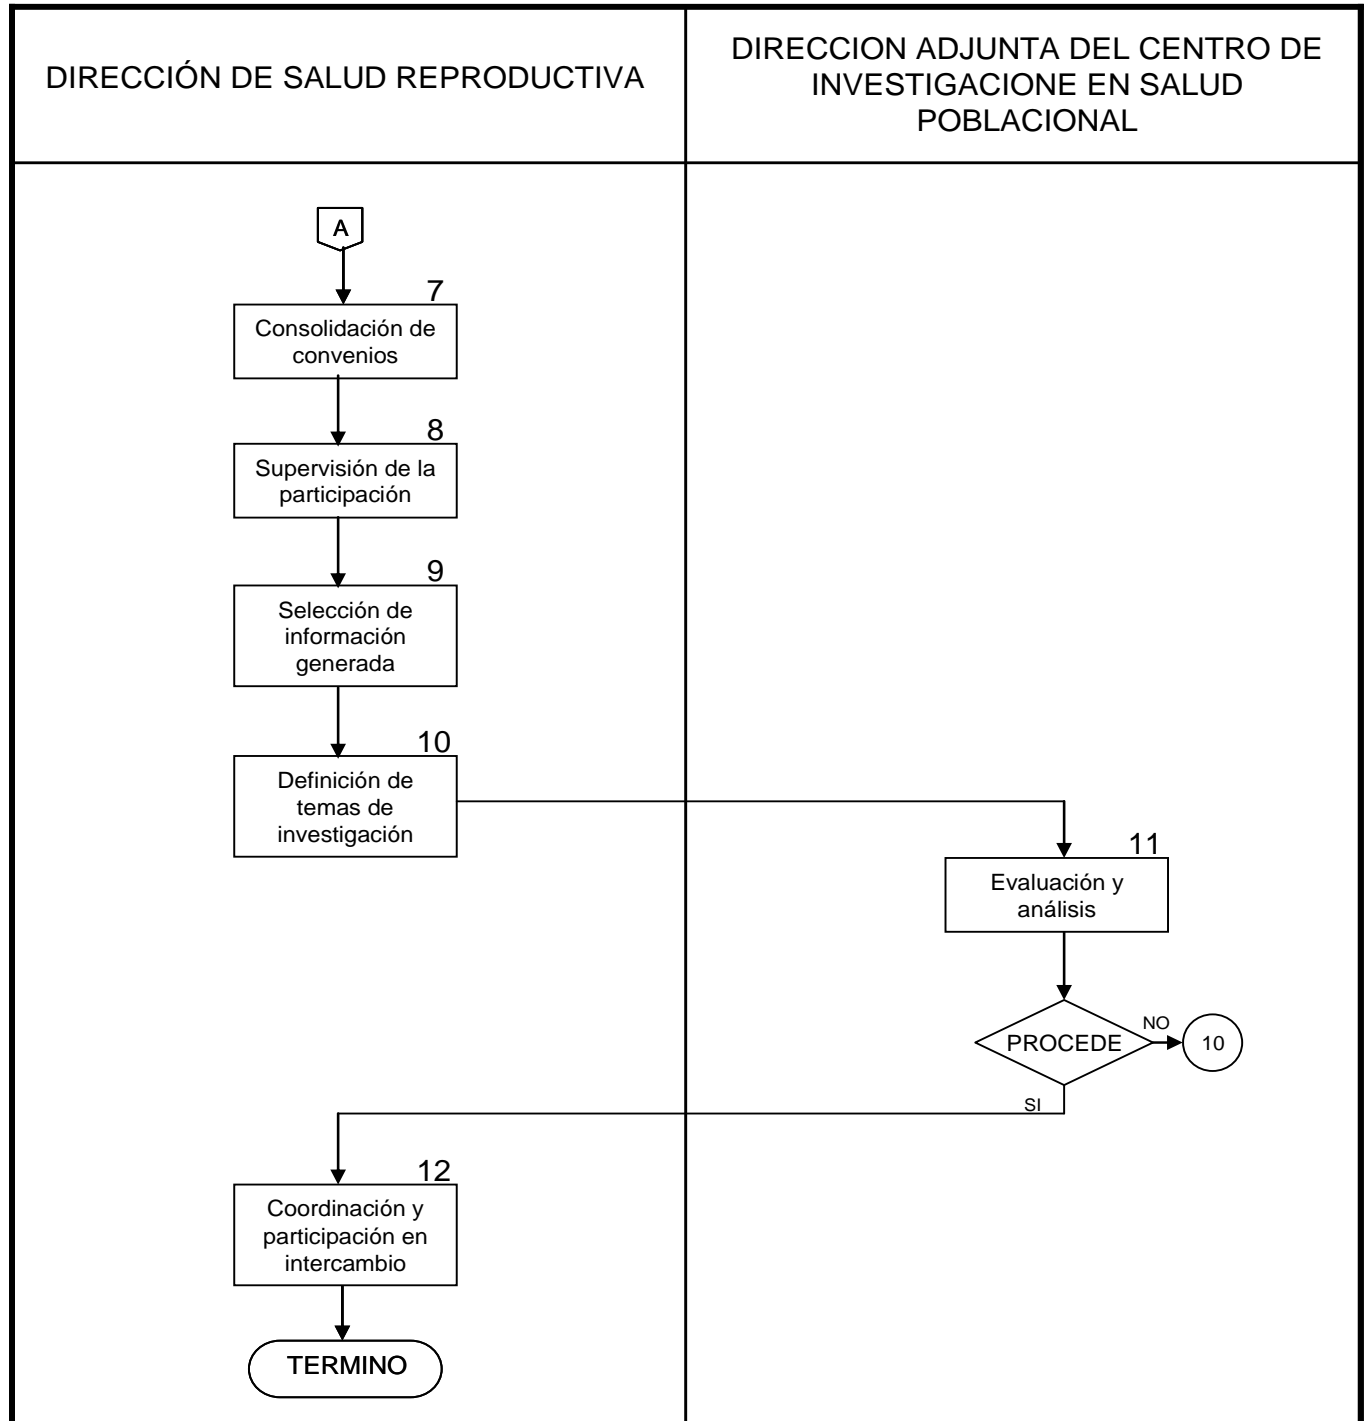 DIRECCIÓN DE SALUD REPRODUCTIVA
DIRECCION ADJUNTA DEL CENTRO DE
INVESTIGACIONE EN SALUD
POBLACIONAL
A
7
Consolidación de
convenios
8
Supervisión de la
participación
9
Selección de
información
generada
10
Definición de
temas de
investigación
11
Evaluación y
análisis
PROCEDE
NO
10
SI
12
Coordinación y
participación en
intercambio
TERMINO